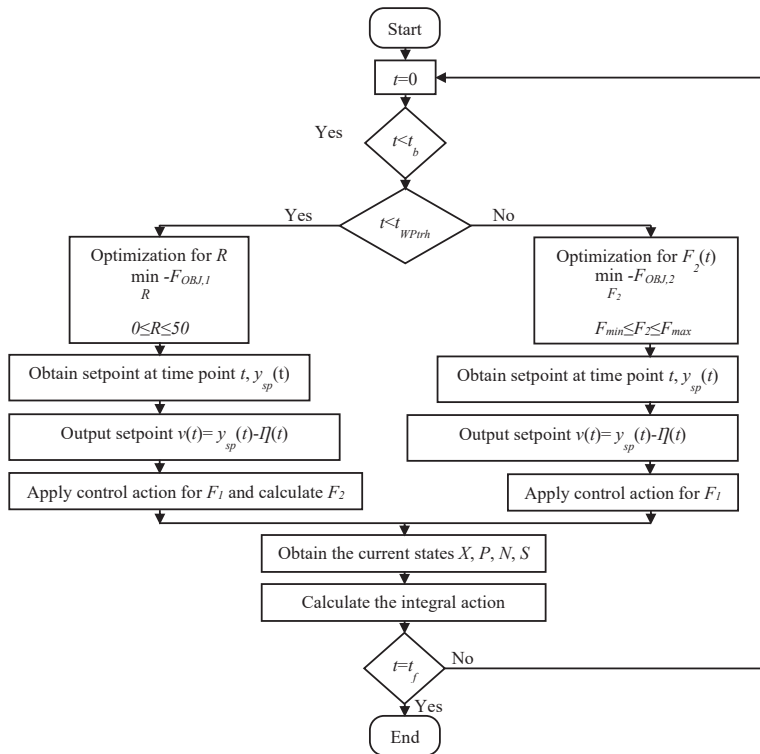 Start
t=0
Yes
t<t_b
t<t_WPtrh
Yes
No
Optimization for R
min -F_OBJ,1
R
0≤R≤50
Obtain setpoint at time point t, y_sp(t)
Output setpoint v(t)= y_sp(t)-I](t)
Apply control action for F_1 and calculate F_2
Optimization for F_2(t)
min -F_OBJ,2
F_2
F_min≤F_2≤F_max
Obtain setpoint at time point t, y_sp(t)
Output setpoint v(t)= y_sp(t)-I](t)
Apply control action for F_1
Obtain the current states X, P, N, S
Calculate the integral action
t=t_f
No
Yes
End